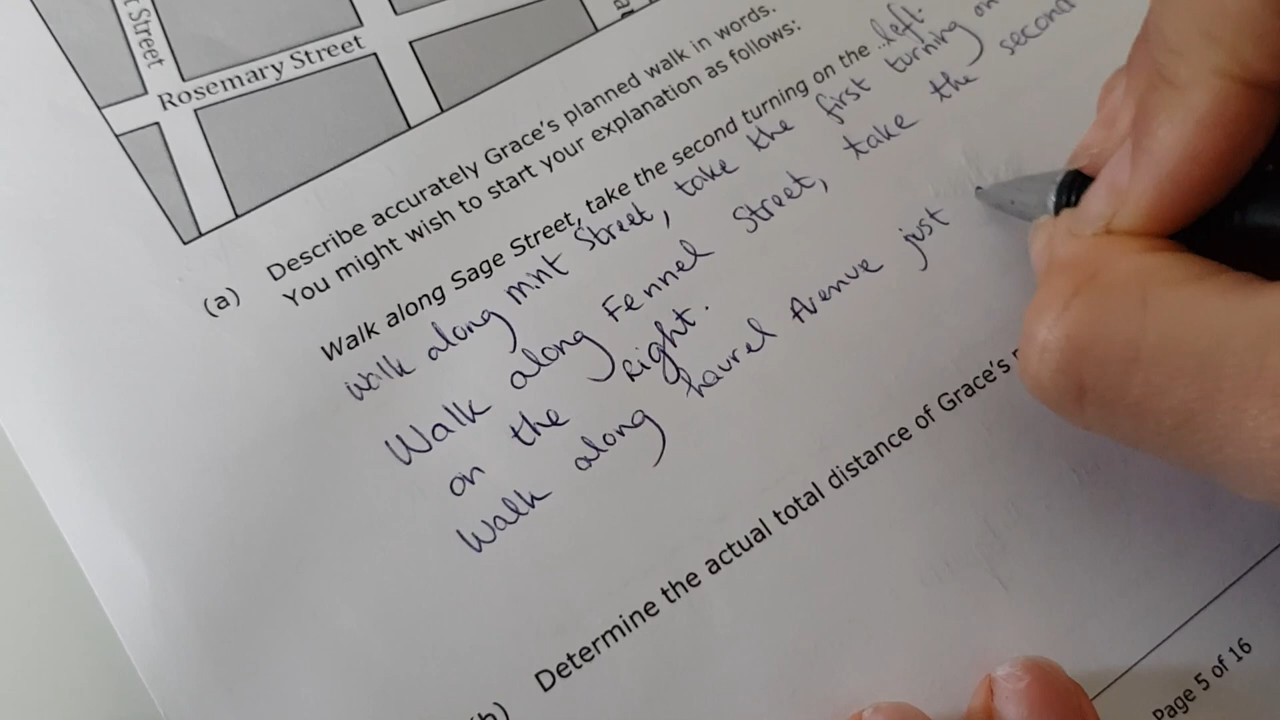 t Street
Rosemary Street
(a) Describe accurately Grace's planned walk in words.
You might wish to start your explanation as follows:
Walk along Sage Street, take the second turning on the ..left.
walk along mint Street, take the first turning on
Walk along Fennel Street, take the second
on the Right.
Walk along Laurel Avenue just
Determine the actual total distance of Grace's
Page 5 of 16